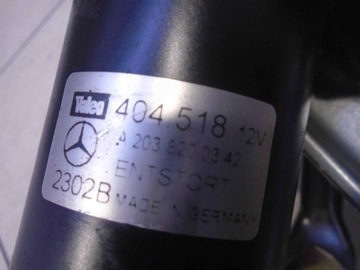 Valeo 404 518 12V
A 203 820 03 42
ENTSTÖRT
2302B MADE IN GERMANY